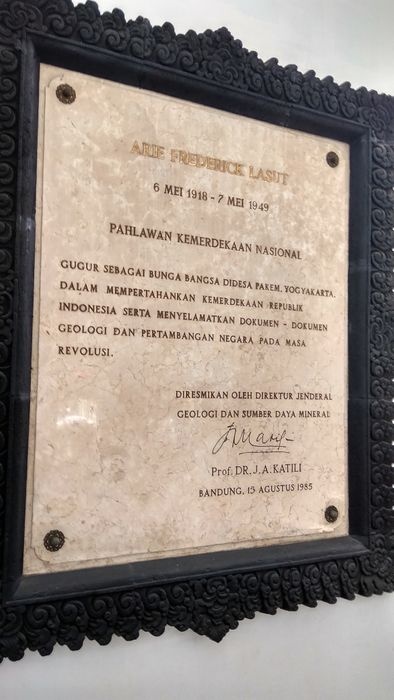 ARIE FREDERICK LASUT
6 MEI 1918 - 7 MEI 1949
PAHLAWAN KEMERDEKAAN NASIONAL
GUGUR SEBAGAI BUNGA BANGSA DIDESA PAKEM, YOGYAKARTA,
DALAM MEMPERTAHANKAN KEMERDEKAAN REPUBLIK
INDONESIA SERTA MENYELAMATKAN DOKUMEN - DOKUMEN
GEOLOGI DAN PERTAMBANGAN NEGARA PADA MASA
REVOLUSI.
DIRESMIKAN OLEH DIREKTUR JENDERAL
GEOLOGI DAN SUMBER DAYA MINERAL
Prof. DR. J.A. KATILI
BANDUNG, 15 AGUSTUS 1985